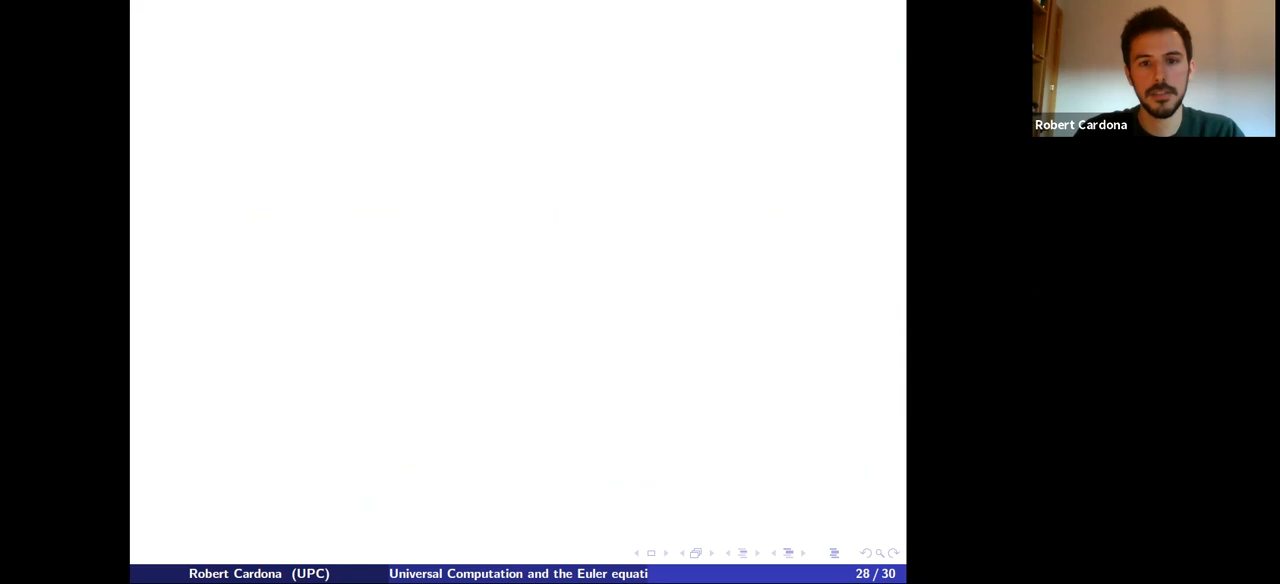 Robert Cardona
Robert Cardona (UPC)
Universal Computation and the Euler equati
28 / 30